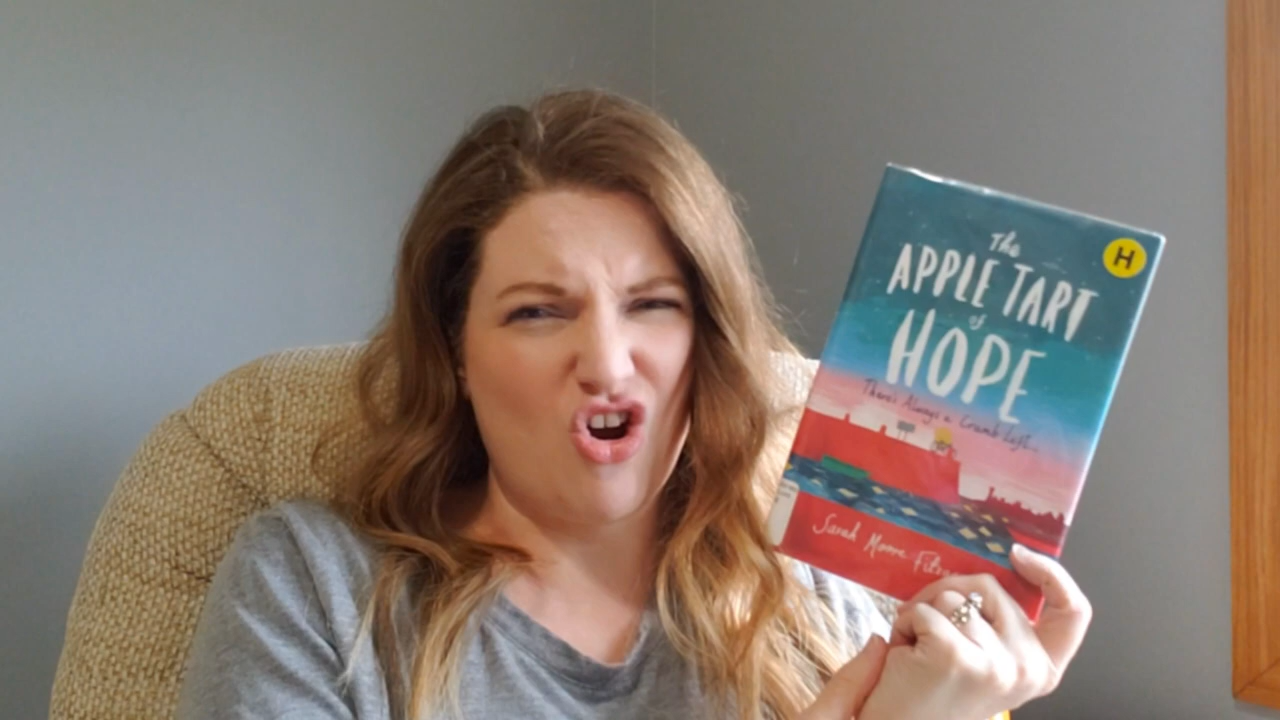 The
H
APPLE TART
of
HOPE
There's Always a Crumb Left...
Sarah Moore